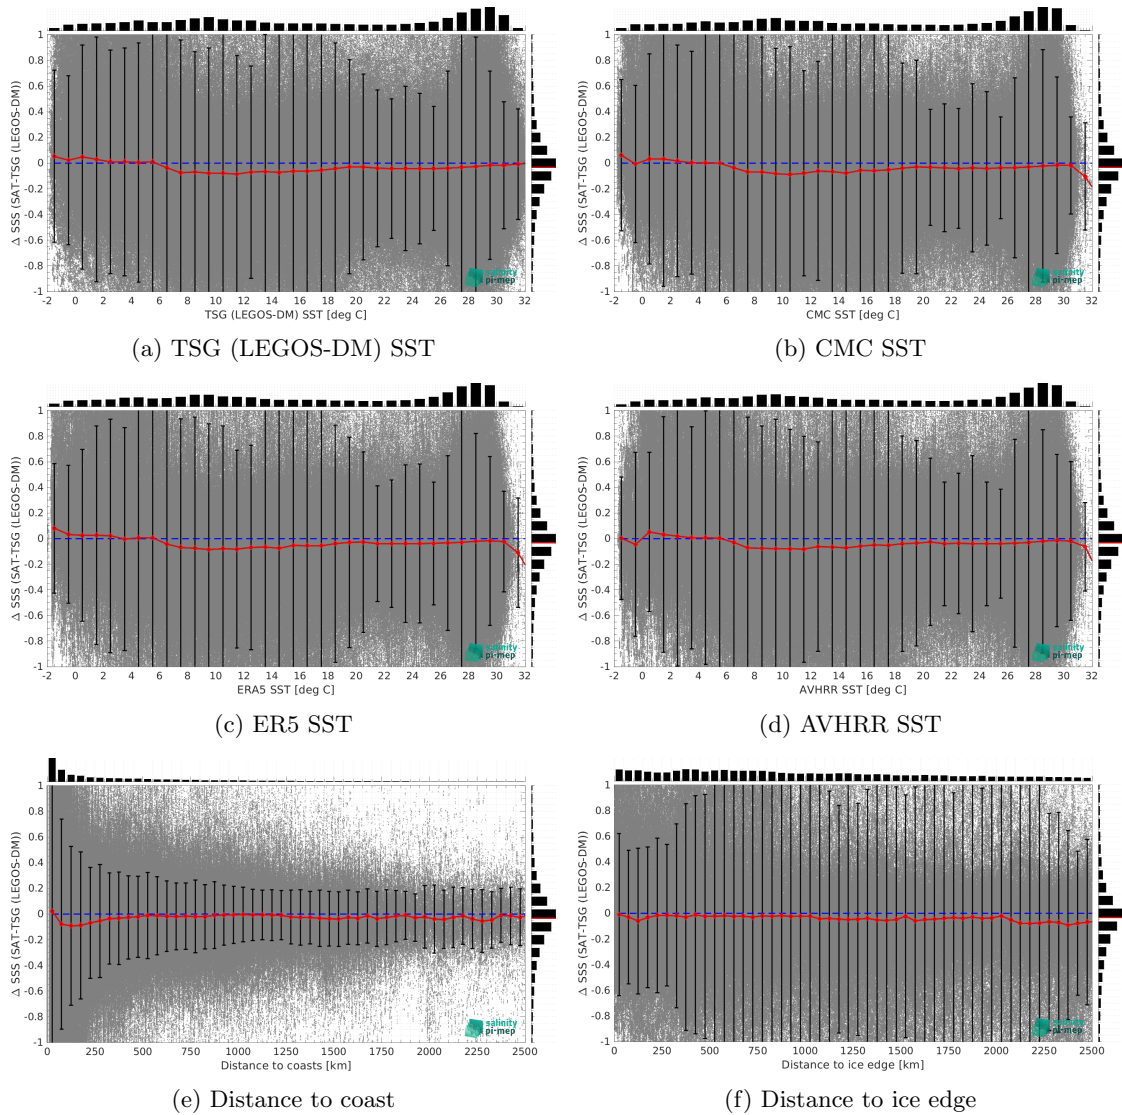 Δ SSS (SAT-TSG (LEGOS-DM))
1
0.8
0.6
0.4
0.2
0
-0.2
-0.4
-0.6
-0.8
-1
salinity
pi-mep
-2 0 2 4 6 8 10 12 14 16 18 20 22 24 26 28 30 32
TSG (LEGOS-DM) SST [deg C]
(a) TSG (LEGOS-DM) SST
Δ SSS (SAT-TSG (LEGOS-DM))
1
0.8
0.6
0.4
0.2
0
-0.2
-0.4
-0.6
-0.8
-1
salinity
pi-mep
-2 0 2 4 6 8 10 12 14 16 18 20 22 24 26 28 30 32
CMC SST [deg C]
(b) CMC SST
Δ SSS (SAT-TSG (LEGOS-DM))
1
0.8
0.6
0.4
0.2
0
-0.2
-0.4
-0.6
-0.8
-1
salinity
pi-mep
-2 0 2 4 6 8 10 12 14 16 18 20 22 24 26 28 30 32
ERA5 SST [deg C]
(c) ER5 SST
Δ SSS (SAT-TSG (LEGOS-DM))
1
0.8
0.6
0.4
0.2
0
-0.2
-0.4
-0.6
-0.8
-1
salinity
pi-mep
-2 0 2 4 6 8 10 12 14 16 18 20 22 24 26 28 30 32
AVHRR SST [deg C]
(d) AVHRR SST
Δ SSS (SAT-TSG (LEGOS-DM))
1
0.8
0.6
0.4
0.2
0
-0.2
-0.4
-0.6
-0.8
-1
salinity
pi-mep
0 250 500 750 1000 1250 1500 1750 2000 2250 2500
Distance to coasts [km]
(e) Distance to coast
Δ SSS (SAT-TSG (LEGOS-DM))
1
0.8
0.6
0.4
0.2
0
-0.2
-0.4
-0.6
-0.8
-1
salinity
pi-mep
0 250 500 750 1000 1250 1500 1750 2000 2250 2500
Distance to ice edge [km]
(f) Distance to ice edge